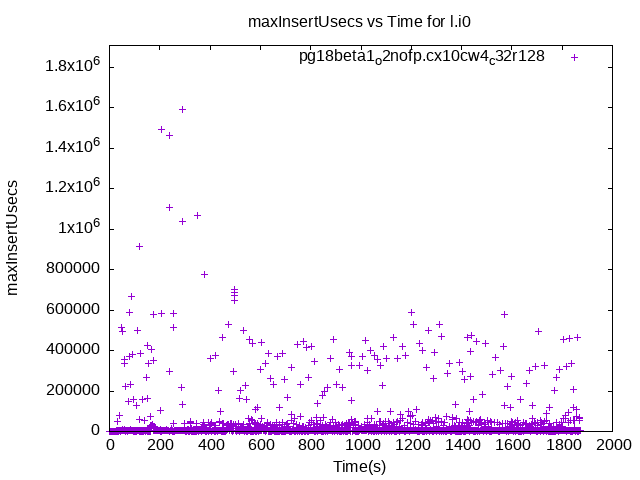 maxInsertUsecs vs Time for l.i0
pg18beta1_o2nofp.cx10cw4_c32r128
1.8x10^6
1.6x10^6
1.4x10^6
1.2x10^6
1x10^6
800000
600000
400000
200000
0
maxInsertUsecs
0 200 400 600 800 1000 1200 1400 1600 1800 2000
Time(s)